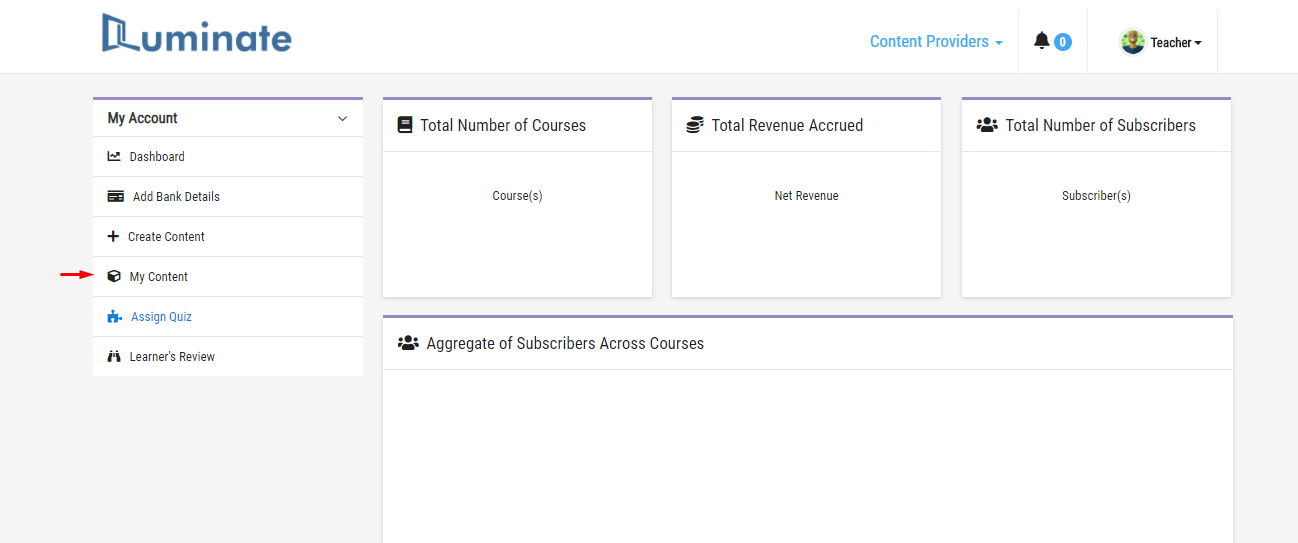 Luminate
Content Providers
0
Teacher
My Account
Dashboard
Add Bank Details
Create Content
My Content
Assign Quiz
Learner's Review
Total Number of Courses
Course(s)
Total Revenue Accrued
Net Revenue
Total Number of Subscribers
Subscriber(s)
Aggregate of Subscribers Across Courses